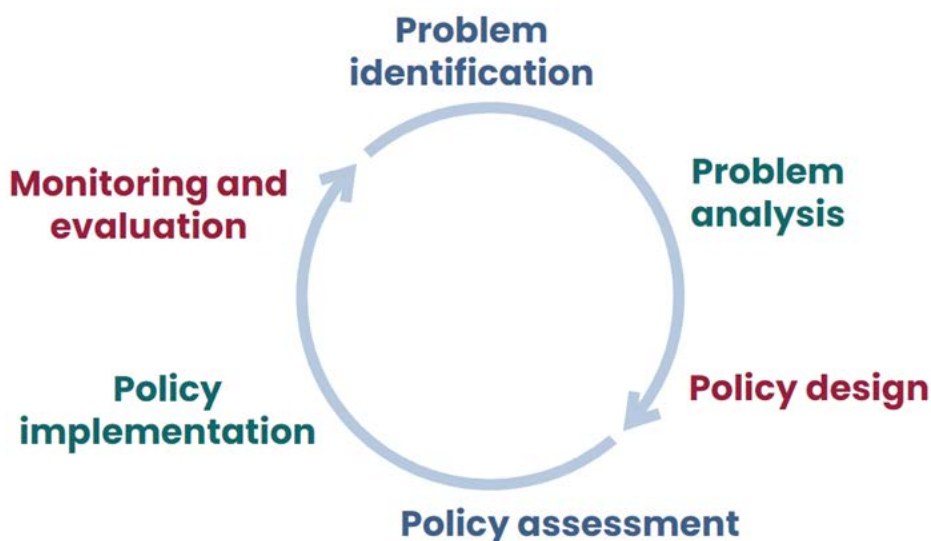 Problem
identification
Problem
analysis
Policy design
Policy assessment
Policy
implementation
Monitoring and
evaluation